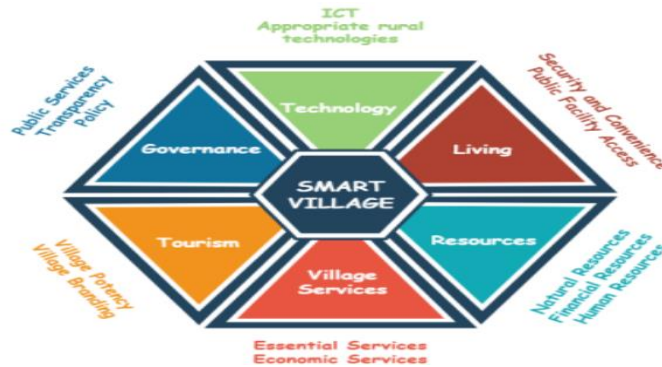 ICT
Appropriate rural
technologies
Public Services
Transparency
Policy
Technology
Security and Convenience
Public Facility Access
Governance
Living
SMART
VILLAGE
Tourism
Resources
Village
Services
Village Potency
Village Branding
Natural Resources
Financial Resources
Human Resources
Essential Services
Economic Services